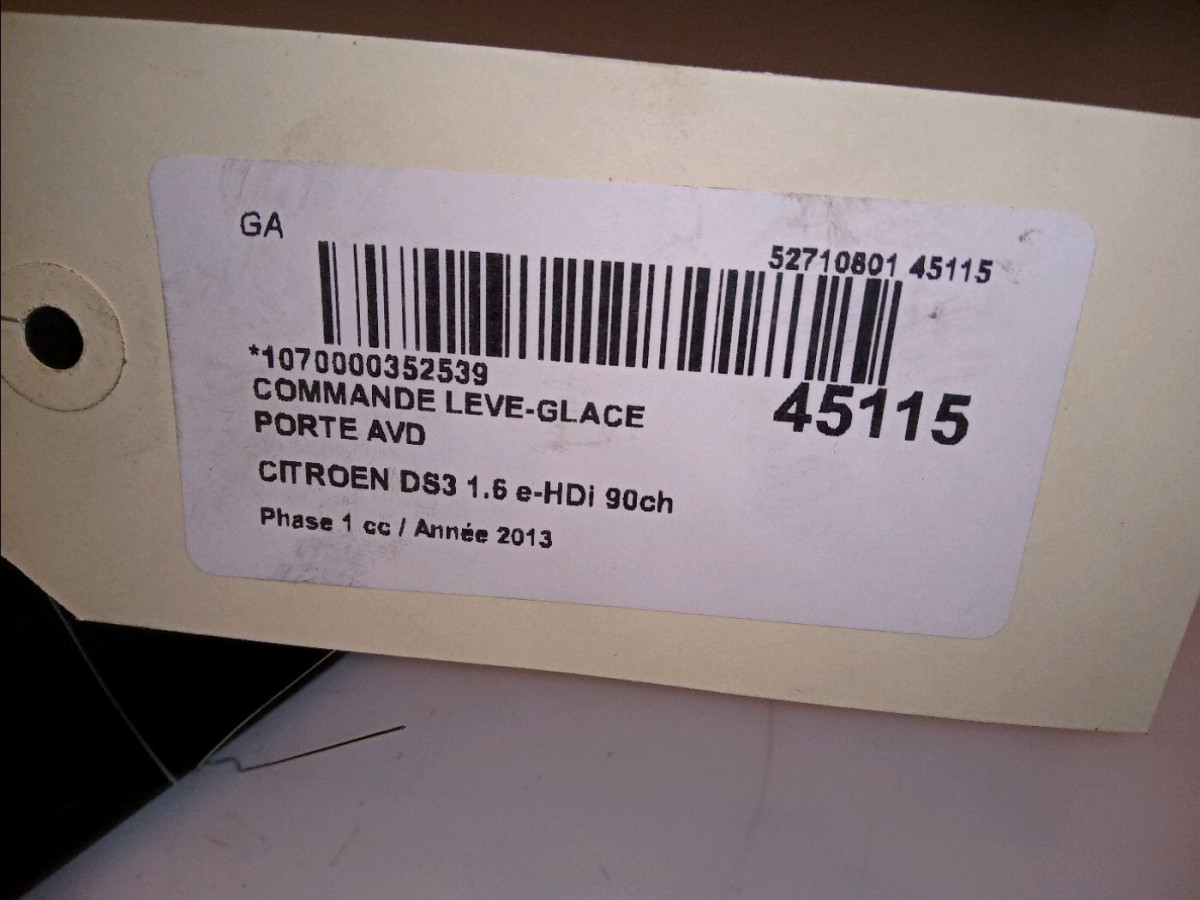 GA
52710801 45115
*1070000352539
COMMANDE LEVE-GLACE
PORTE AVD
45115
CITROEN DS3 1.6 e-HDi 90ch
Phase 1 cc / Année 2013